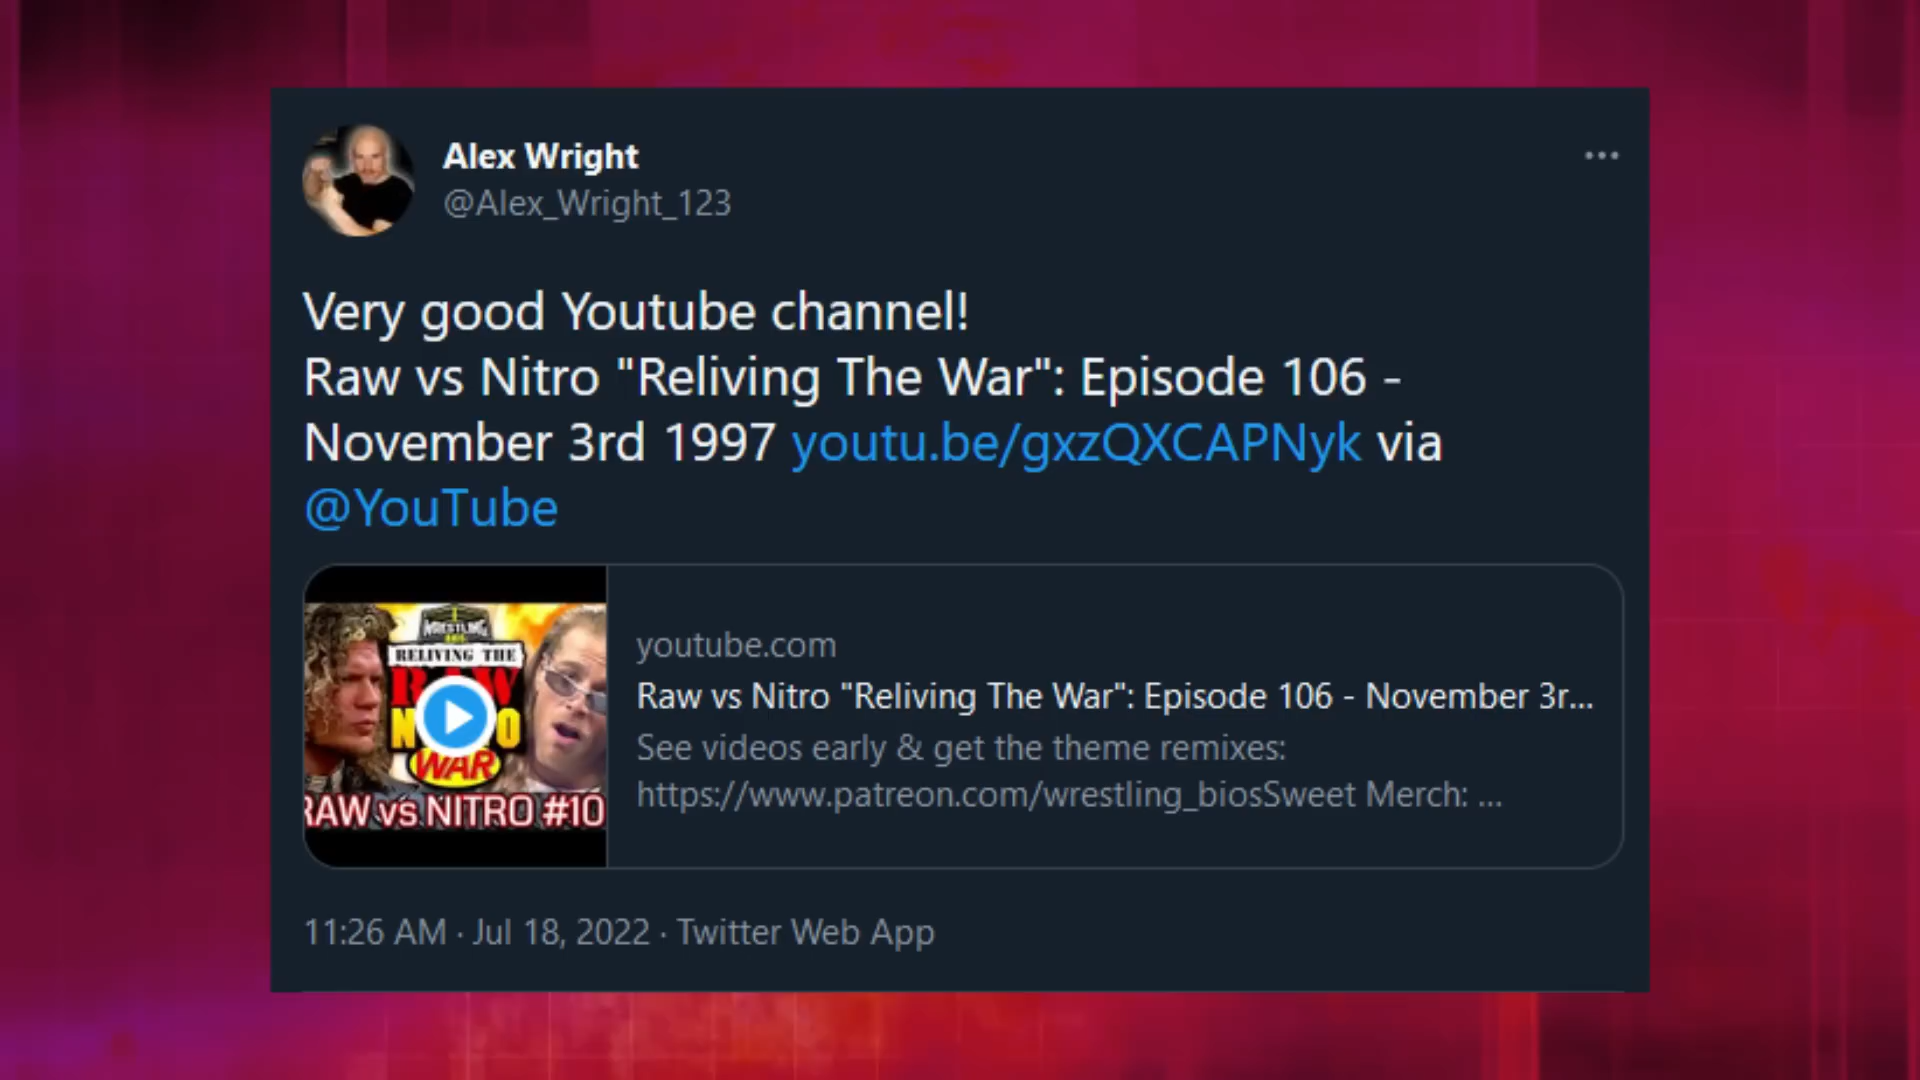 Alex Wright
@Alex_Wright_123
Very good Youtube channel!
Raw vs Nitro "Reliving The War": Episode 106 -
November 3rd 1997 youtu.be/gxzQXCAPNyk via
@YouTube
WRESTLING
BIOS
RELIVING THE
RAW
WAR
RAW vs NITRO #10
youtube.com
Raw vs Nitro "Reliving The War": Episode 106 - November 3r...
See videos early & get the theme remixes:
https://www.patreon.com/wrestling_biosSweet Merch: ...
11:26 AM · Jul 18, 2022 · Twitter Web App